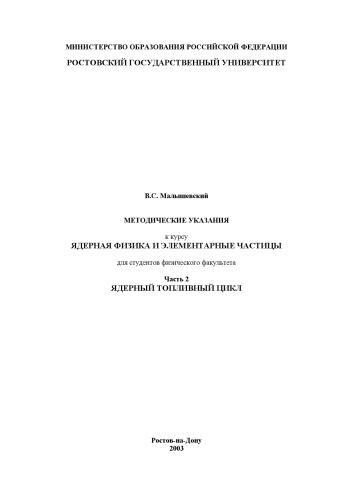 МИНИСТЕРСТВО ОБРАЗОВАНИЯ РОССИЙСКОЙ ФЕДЕРАЦИИ
РОСТОВСКИЙ ГОСУДАРСТВЕННЫЙ УНИВЕРСИТЕТ
В.С. Малышевский
МЕТОДИЧЕСКИЕ УКАЗАНИЯ
к курсу
ЯДЕРНАЯ ФИЗИКА И ЭЛЕМЕНТАРНЫЕ ЧАСТИЦЫ
для студентов физического факультета
Часть 2
ЯДЕРНЫЙ ТОПЛИВНЫЙ ЦИКЛ
Ростов-на-Дону
2003